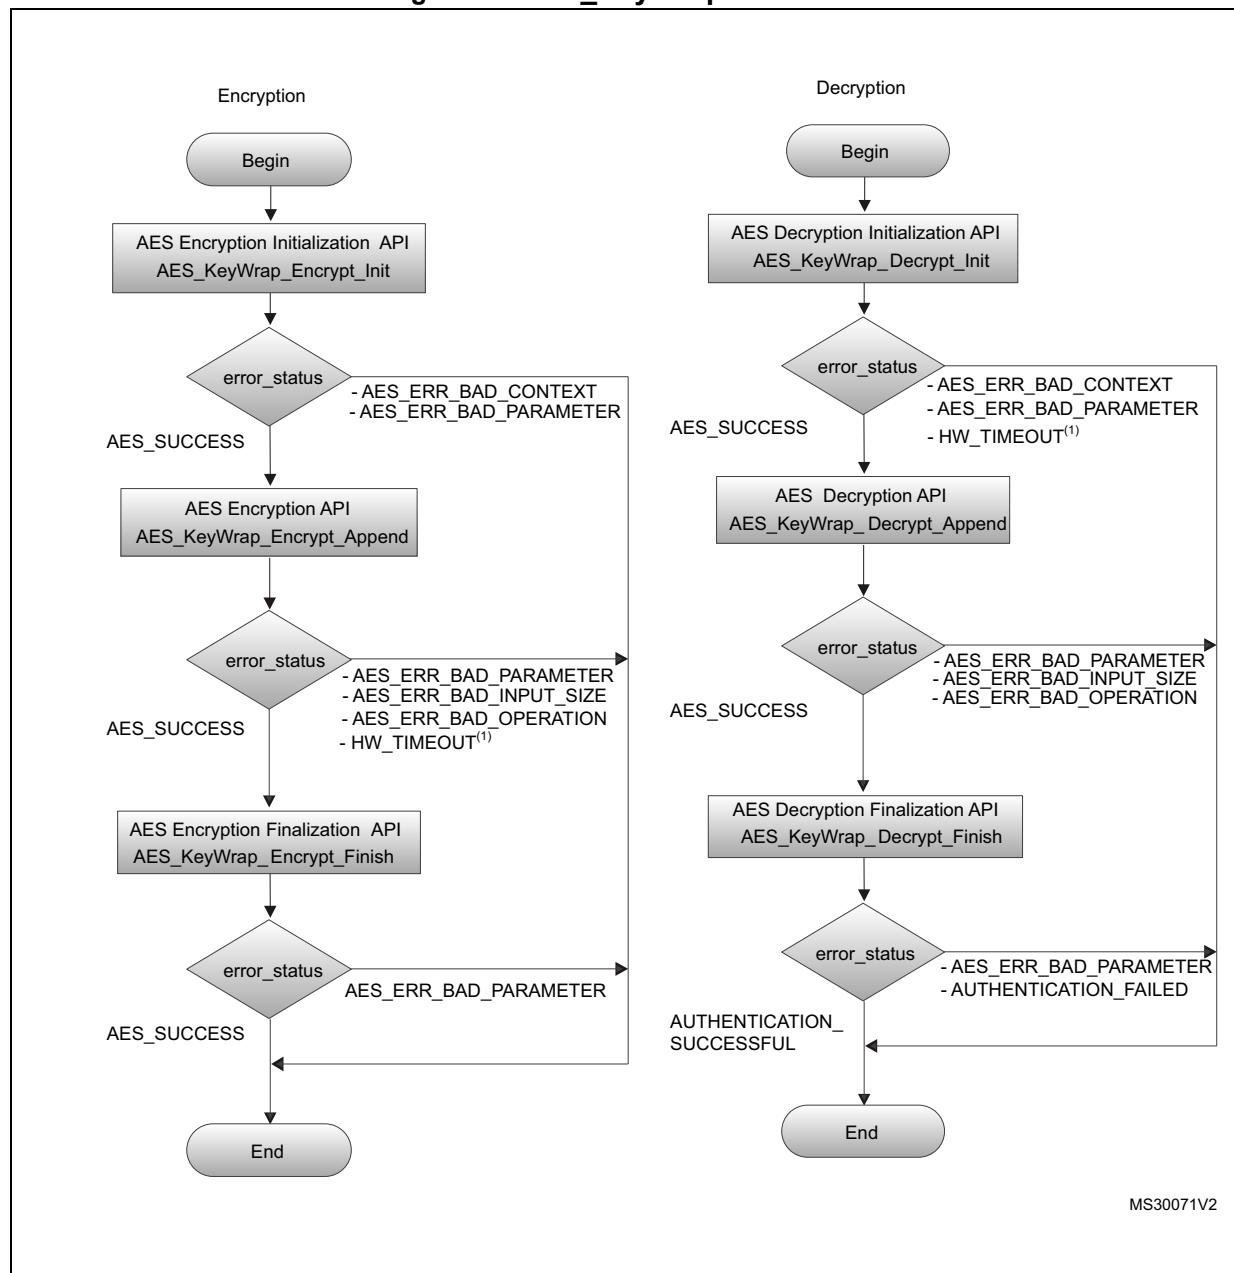 Encryption
Begin
AES Encryption Initialization API
AES_KeyWrap_Encrypt_Init
error_status
- AES_ERR_BAD_CONTEXT
- AES_ERR_BAD_PARAMETER
AES_SUCCESS
AES Encryption API
AES_KeyWrap_Encrypt_Append
error_status
- AES_ERR_BAD_PARAMETER
- AES_ERR_BAD_INPUT_SIZE
- AES_ERR_BAD_OPERATION
- HW_TIMEOUT(1)
AES_SUCCESS
AES Encryption Finalization API
AES_KeyWrap_Encrypt_Finish
error_status
AES_ERR_BAD_PARAMETER
AES_SUCCESS
End
Decryption
Begin
AES Decryption Initialization API
AES_KeyWrap_Decrypt_Init
error_status
- AES_ERR_BAD_CONTEXT
- AES_ERR_BAD_PARAMETER
- HW_TIMEOUT(1)
AES_SUCCESS
AES Decryption API
AES_KeyWrap_ Decrypt_Append
error_status
- AES_ERR_BAD_PARAMETER
- AES_ERR_BAD_INPUT_SIZE
- AES_ERR_BAD_OPERATION
AES_SUCCESS
AES Decryption Finalization API
AES_KeyWrap_Decrypt_Finish
error_status
- AES_ERR_BAD_PARAMETER
- AUTHENTICATION_FAILED
AUTHENTICATION_
SUCCESSFUL
End
MS30071V2